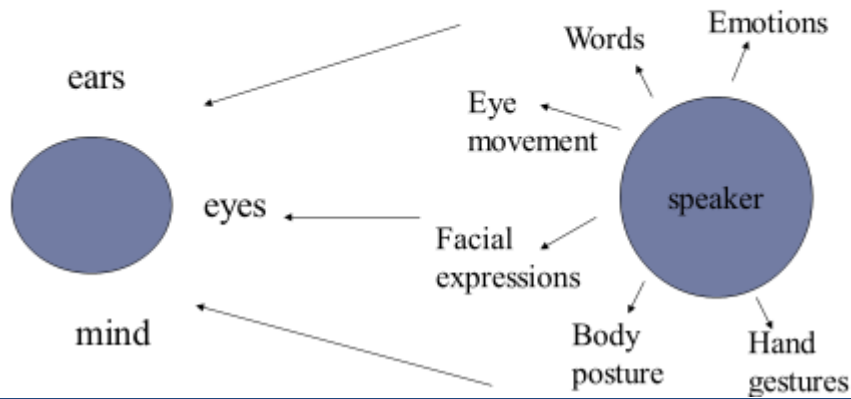 Emotions
Words
ears
Eye
movement
eyes
speaker
Facial
expressions
mind
Body
posture
Hand
gestures